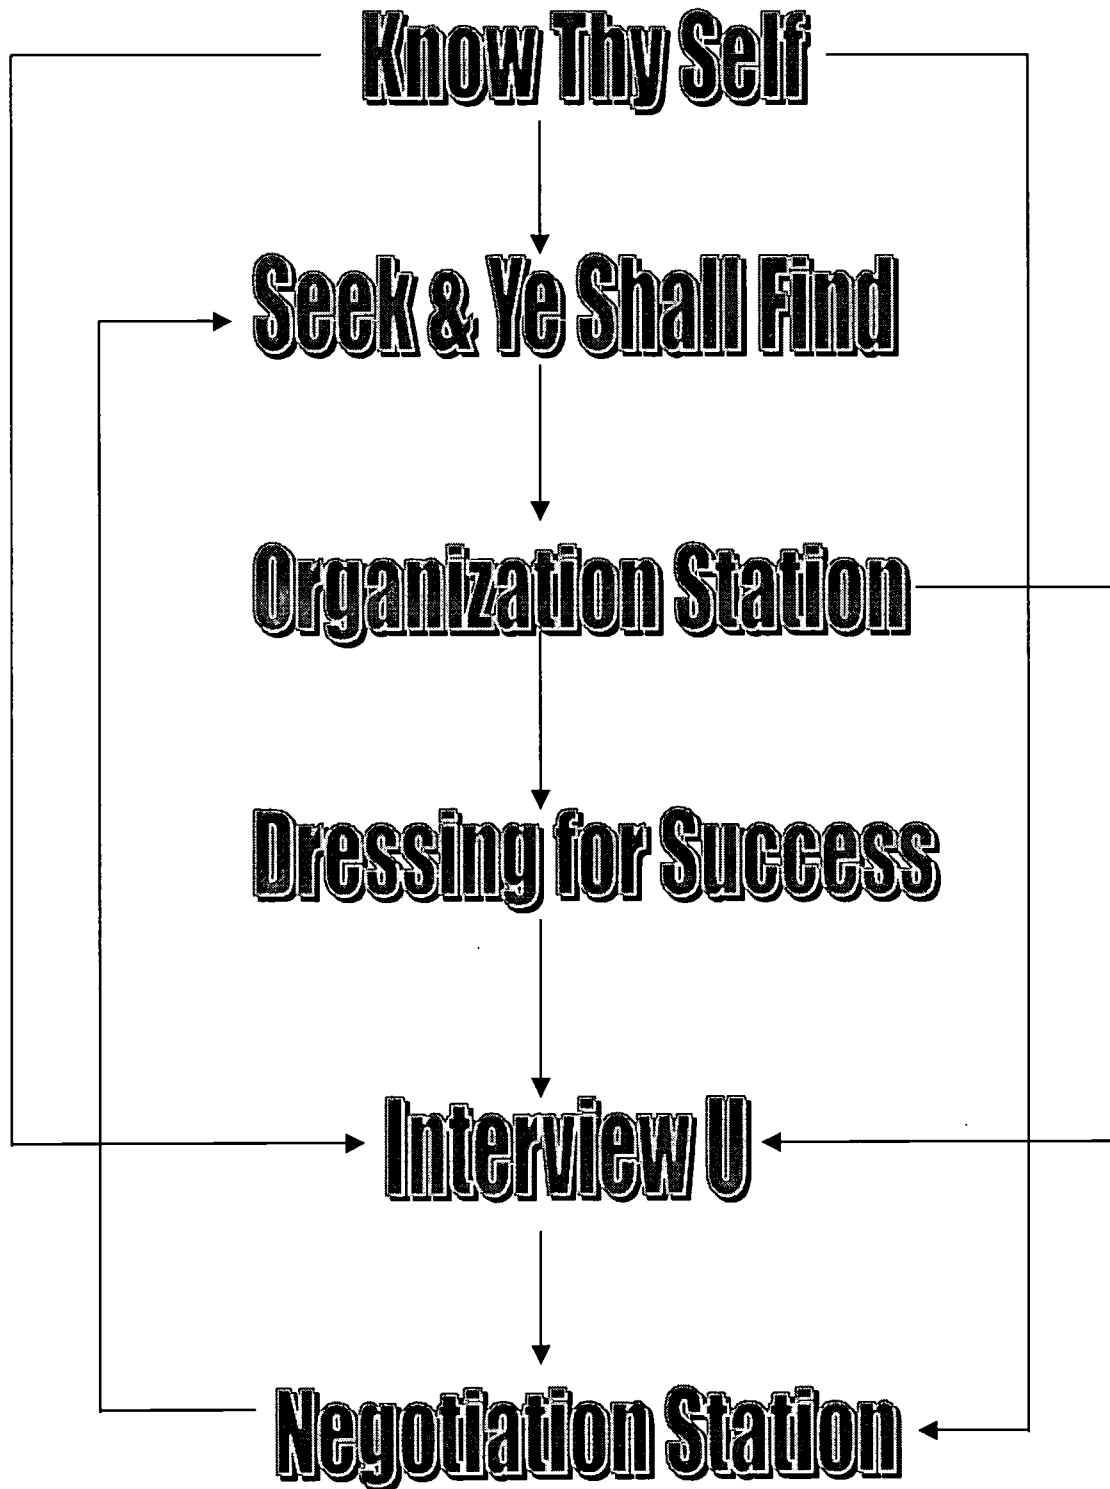 Know Thy Self
Seek & Ye Shall Find
Organization Station
Dressing for Success
Interview U
Negotiation Station